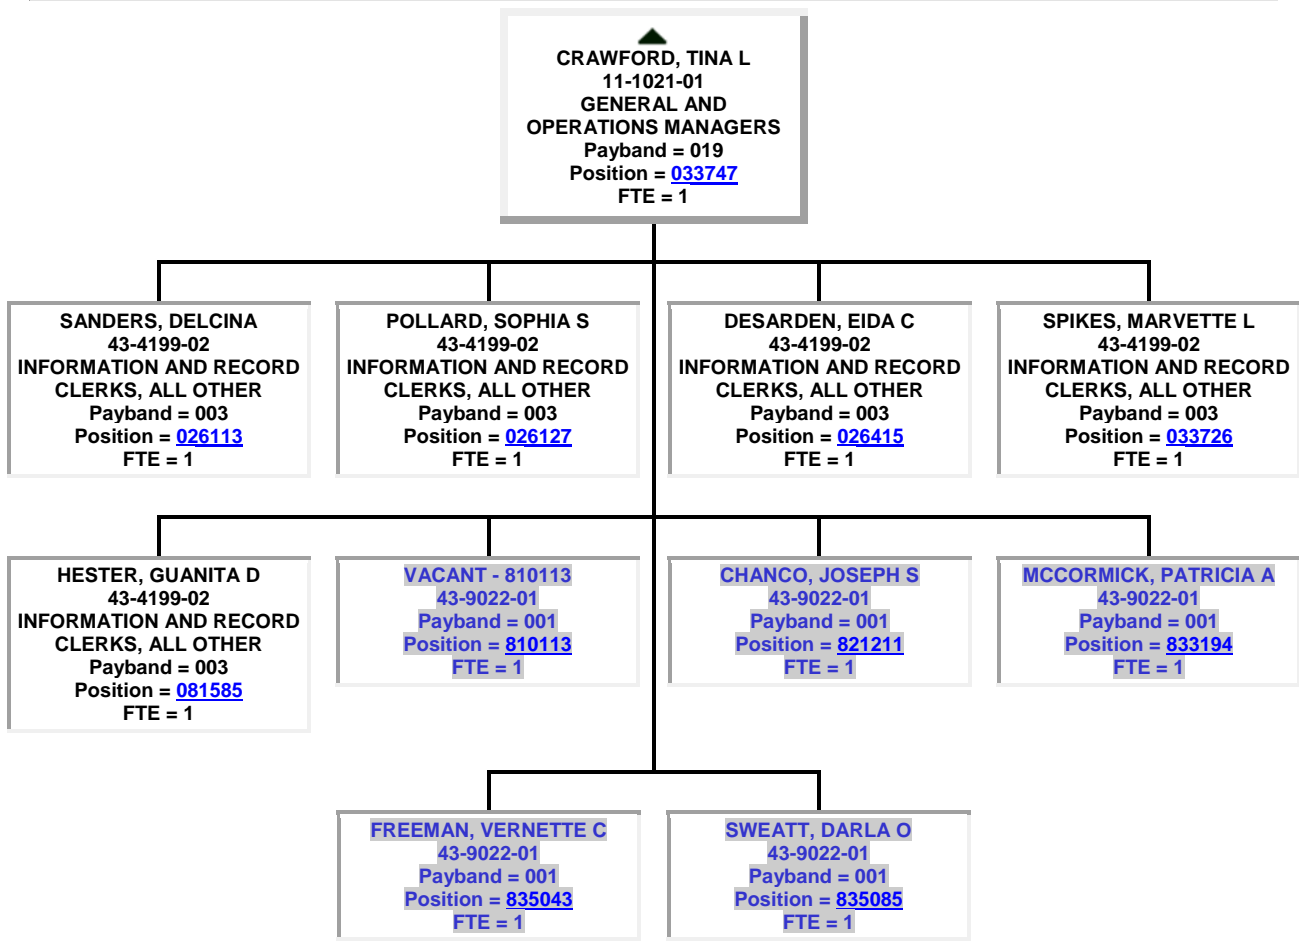 CRAWFORD, TINA L
11-1021-01
GENERAL AND
OPERATIONS MANAGERS
Payband = 019
Position = 033747
FTE = 1
SANDERS, DELCINA
43-4199-02
INFORMATION AND RECORD
CLERKS, ALL OTHER
Payband = 003
Position = 026113
FTE = 1
POLLARD, SOPHIA S
43-4199-02
INFORMATION AND RECORD
CLERKS, ALL OTHER
Payband = 003
Position = 026127
FTE = 1
DESARDEN, EIDA C
43-4199-02
INFORMATION AND RECORD
CLERKS, ALL OTHER
Payband = 003
Position = 026415
FTE = 1
SPIKES, MARVETTE L
43-4199-02
INFORMATION AND RECORD
CLERKS, ALL OTHER
Payband = 003
Position = 033726
FTE = 1
HESTER, GUANITA D
43-4199-02
INFORMATION AND RECORD
CLERKS, ALL OTHER
Payband = 003
Position = 081585
FTE = 1
VACANT - 810113
43-9022-01
Payband = 001
Position = 810113
FTE = 1
CHANCO, JOSEPH S
43-9022-01
Payband = 001
Position = 821211
FTE = 1
MCCORMICK, PATRICIA A
43-9022-01
Payband = 001
Position = 833194
FTE = 1
FREEMAN, VERNETTE C
43-9022-01
Payband = 001
Position = 835043
FTE = 1
SWEATT, DARLA O
43-9022-01
Payband = 001
Position = 835085
FTE = 1